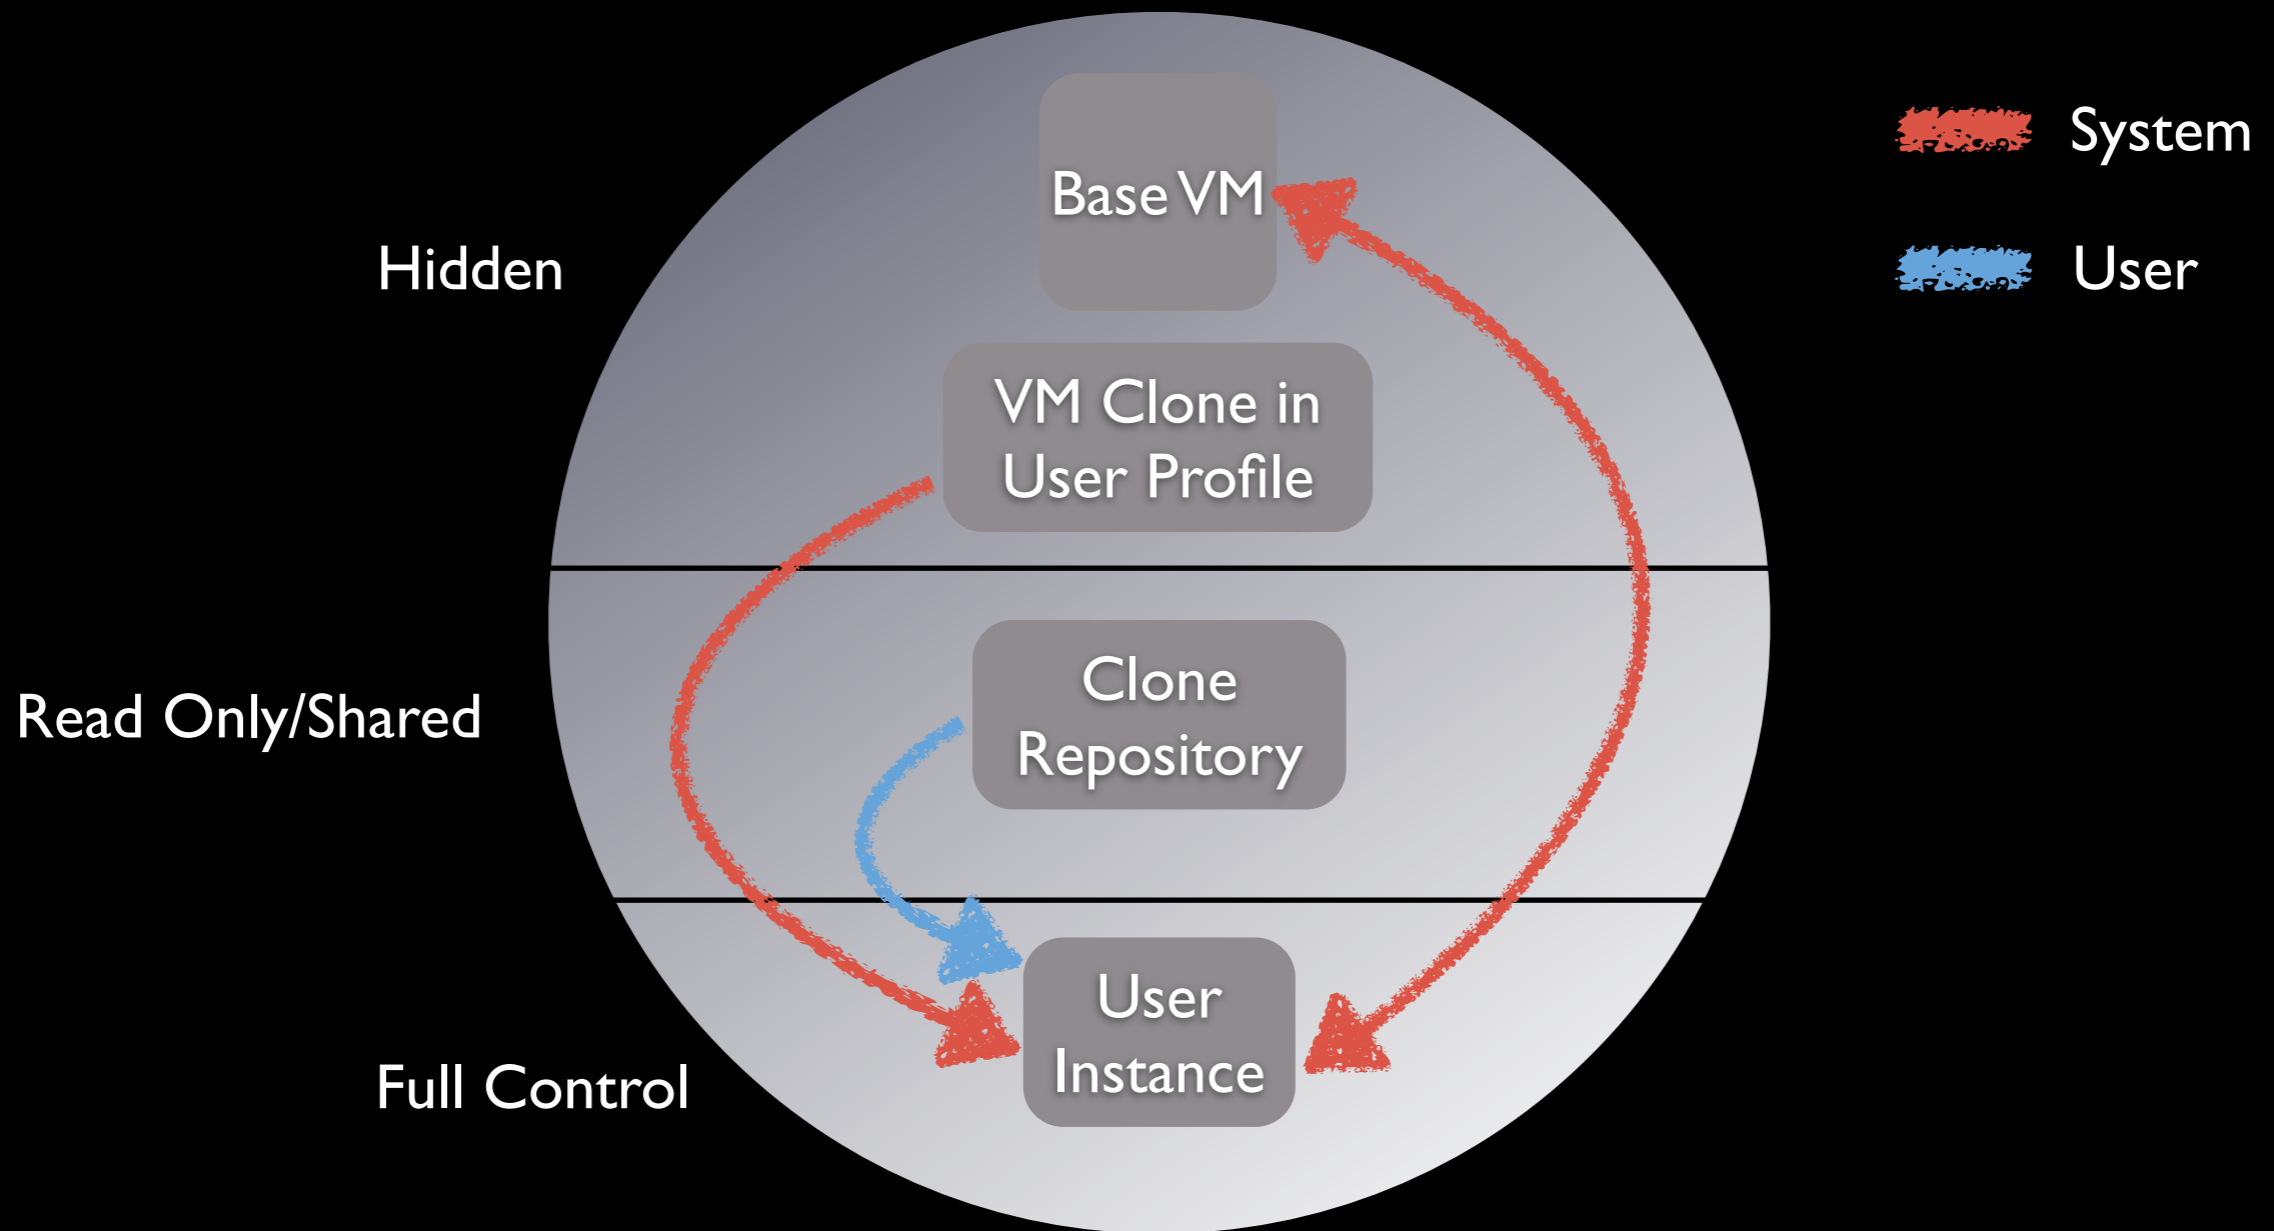 System
Base VM
Hidden
User
VM Clone in
User Profile
Clone
Read Only/Shared
Repository
User
Instance
Full Control